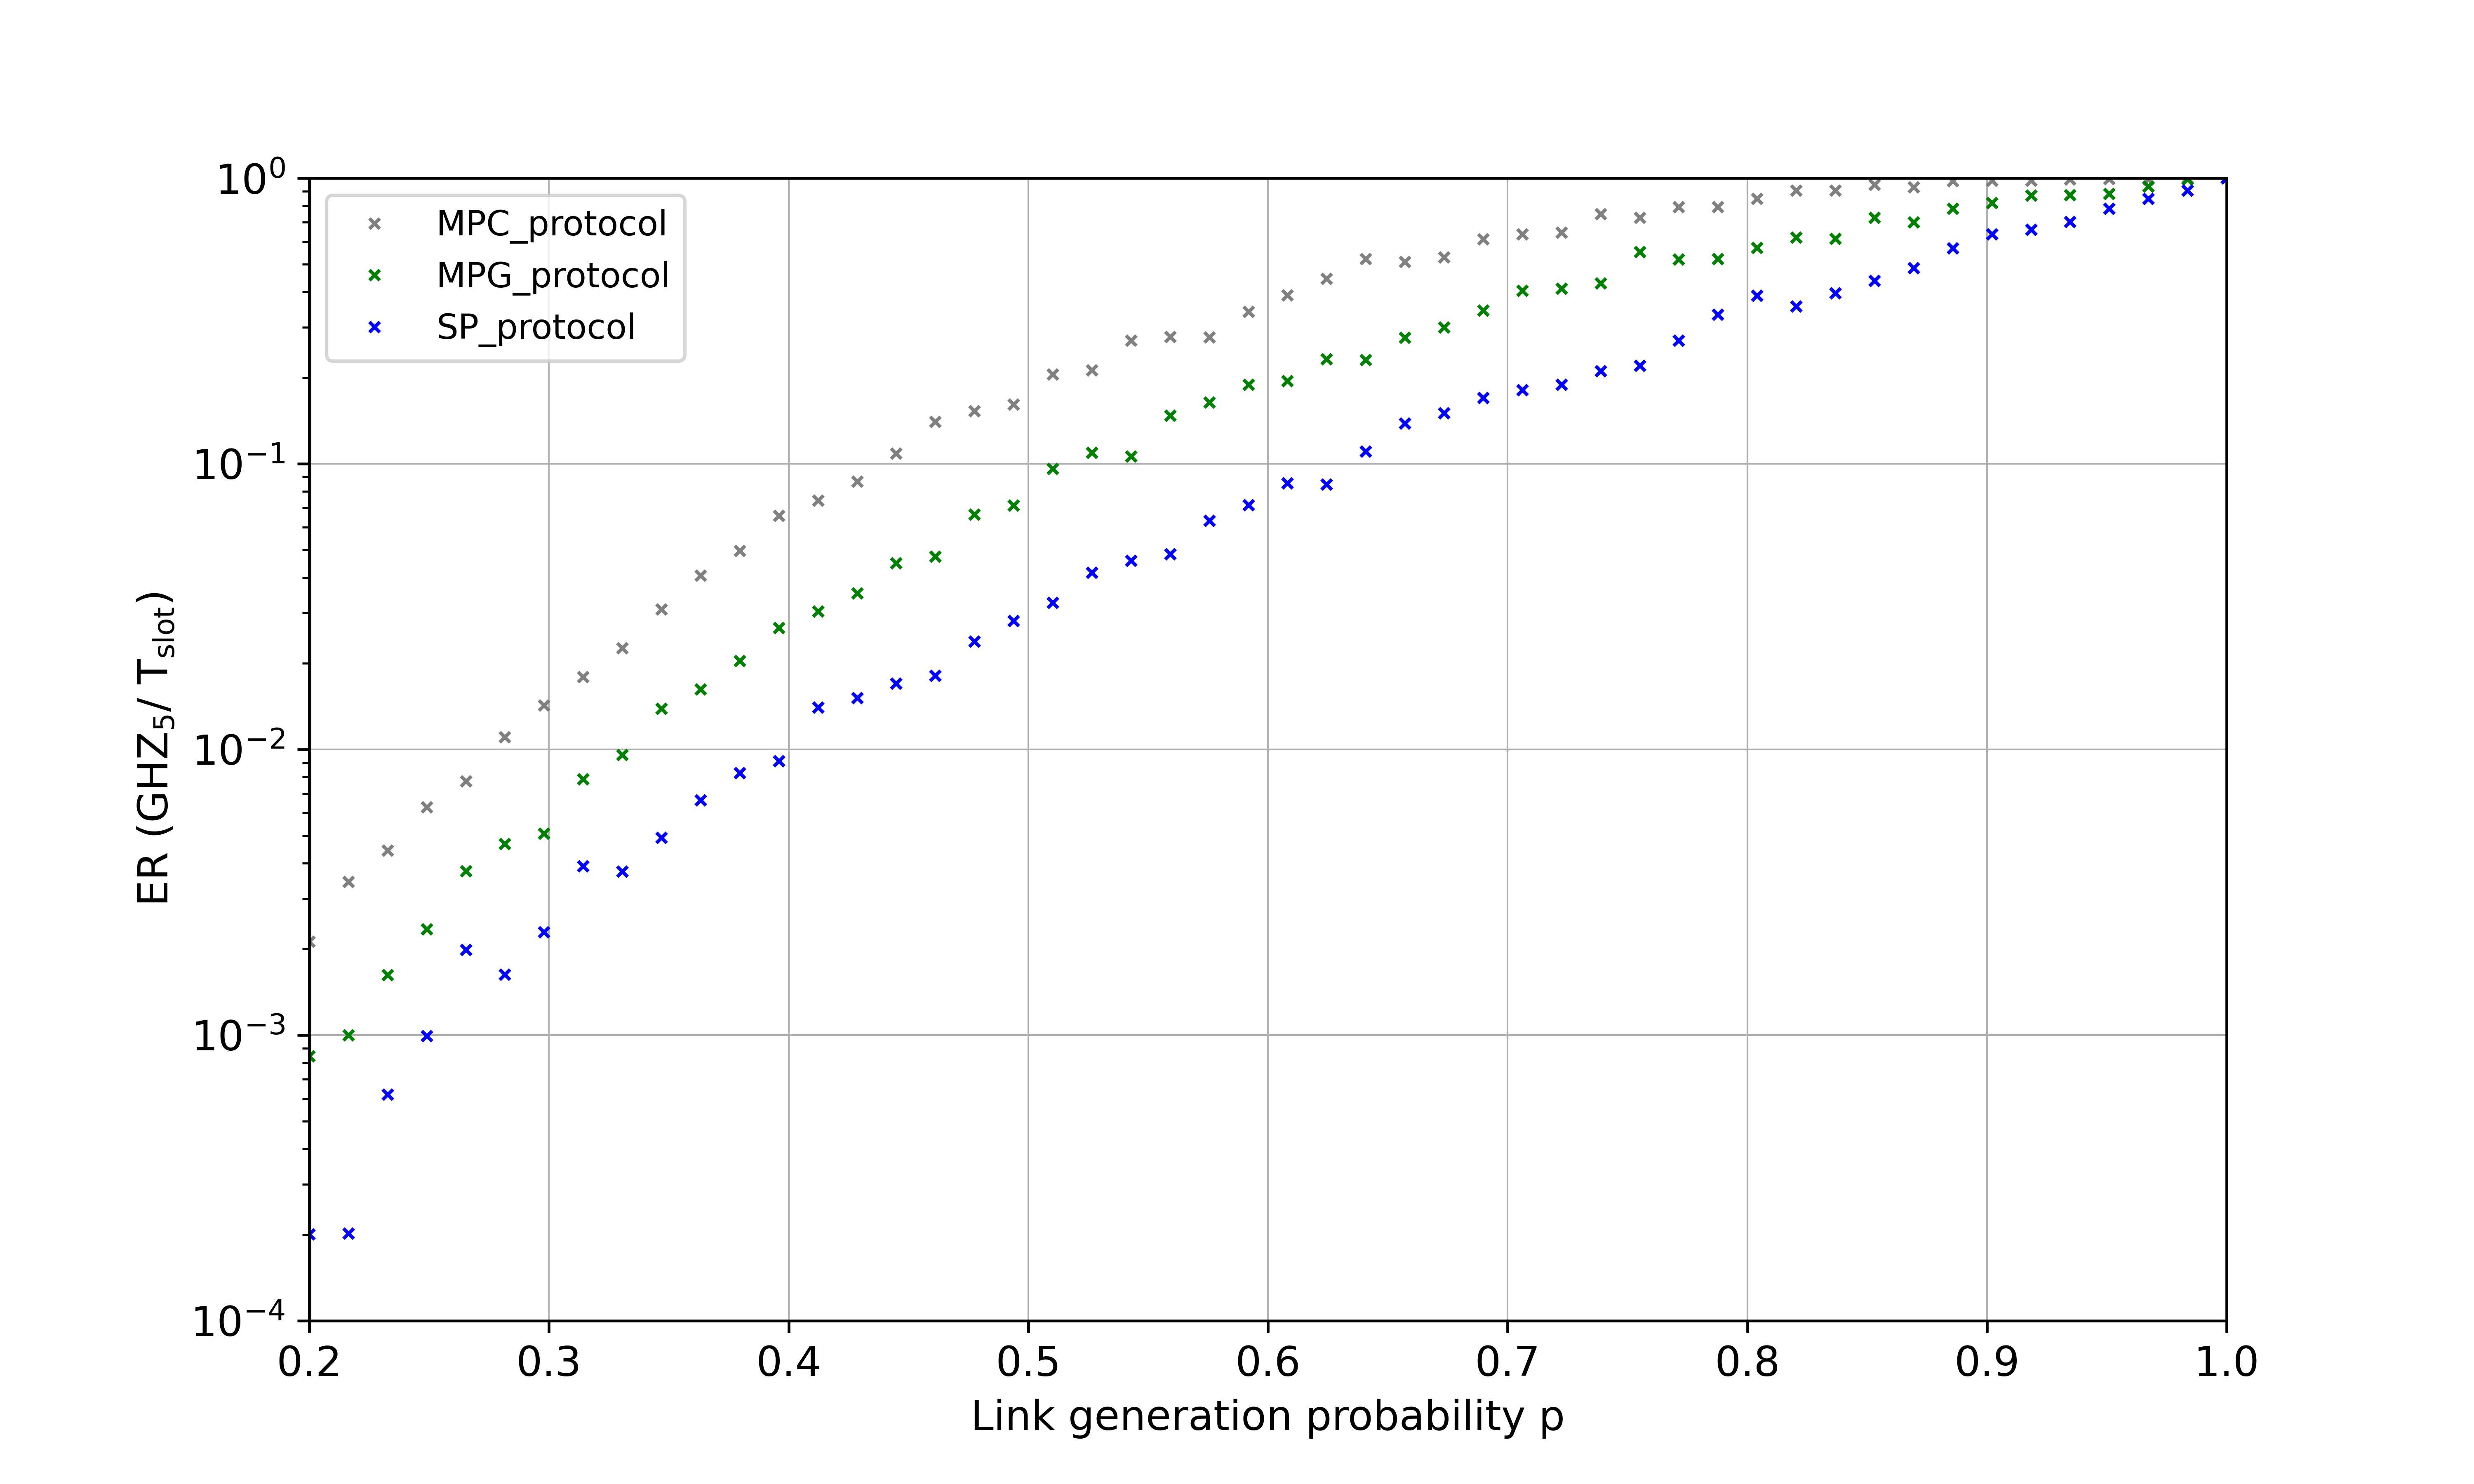 10⁰
10⁻¹
10⁻²
10⁻³
10⁻⁴
ER (GHZ₅/ Tₛₗₒₜ)
MPC_protocol
MPG_protocol
SP_protocol
0.2 0.3 0.4 0.5 0.6 0.7 0.8 0.9 1.0
Link generation probability p